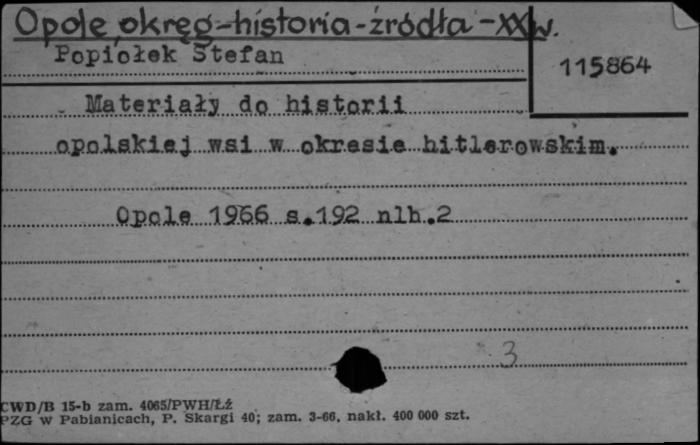 Opole okręg-historia-źródła-XX w.
Popiołek Stefan
115864
Materiały do historii
opolskiej wsi w okresie hitlerowskim.
Opole 1966 s.192 nlb.2
3
CWD/B 15-b zam. 4065/PWH/Łź
PZG w Pabianicach, P. Skargi 40; zam. 3-66, nakł. 400 000 szt.